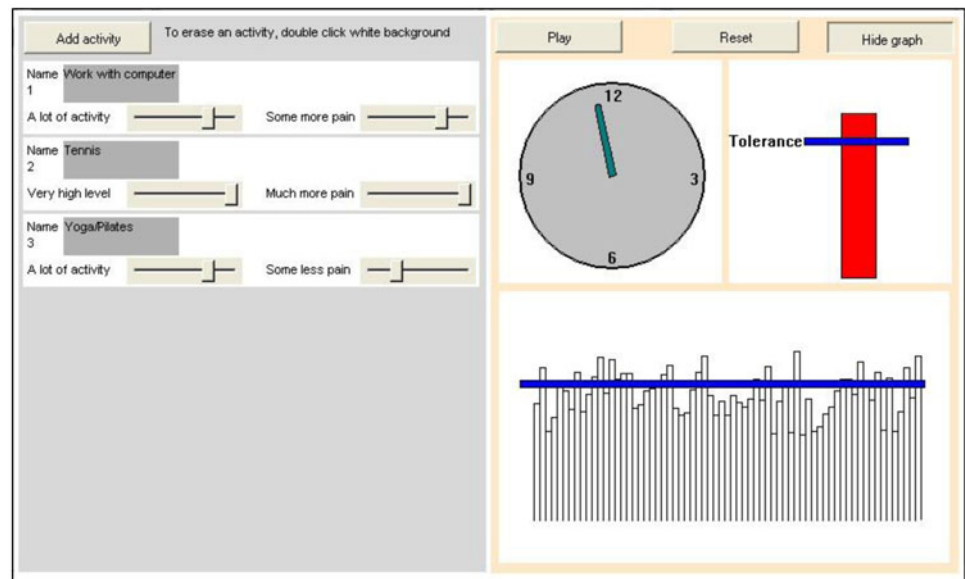 Add activity
To erase an activity, double click white background
Name Work with computer
1
A lot of activity
Some more pain
Name Tennis
2
Very high level
Much more pain
Name Yoga/Pilates
3
A lot of activity
Some less pain
Play
Reset
Hide graph
12
9
3
6
Tolerance